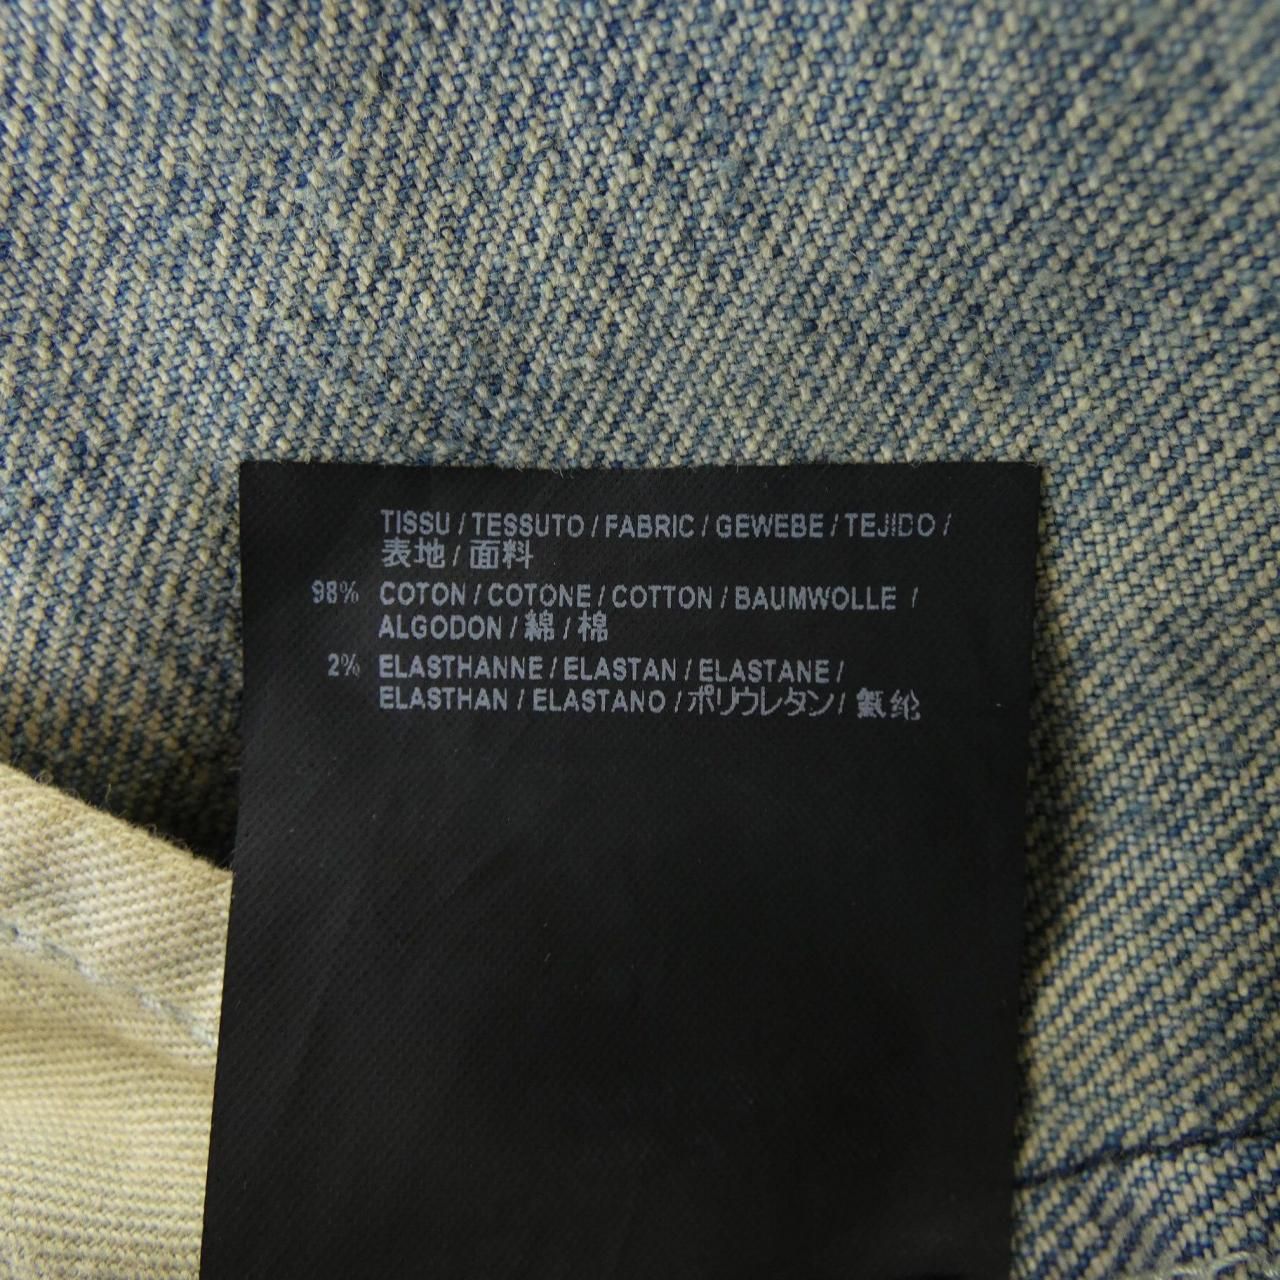 TISSU / TESSUTO / FABRIC / GEWEBE / TEJIDO /
表地 / 面料
98% COTON / COTONE / COTTON / BAUMWOLLE /
ALGODON / 綿 / 棉
2% ELASTHANNE / ELASTAN / ELASTANE /
ELASTHAN / ELASTANO / ポリウレタン / 氨纶